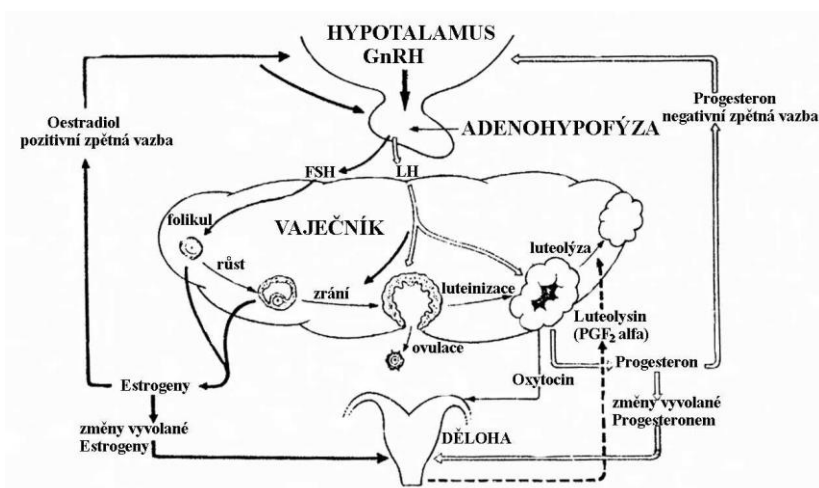 HYPOTALAMUS
GnRH
Oestradiol
pozitivní zpětná vazba
Progesteron
negativní zpětná vazba
ADENOHYPOFÝZA
FSH
LH
folikul
VAJEČNÍK
luteolýza
růst
zrání
luteinizace
Luteolysin
(PGF2 alfa)
ovulace
Progesteron
Oxytocin
Estrogeny
změny vyvolané
Estrogeny
změny vyvolané
Progesteronem
DĚLOHA